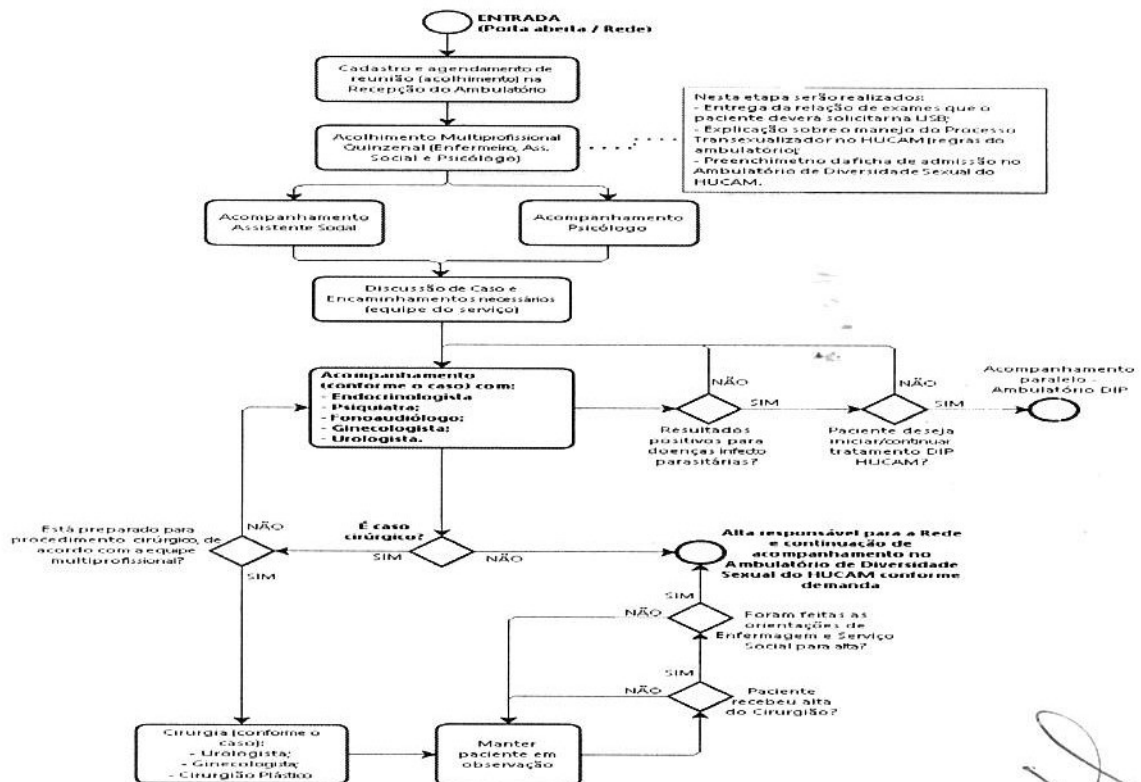 ENTRADA
(Porta aberta / Rede)
Cadastro e agendamento de
reunião (acolhimento) na
Recepção do Ambulatório
Acolhimento Multiprofissional
Quinzenal (Enfermeiro, Ass.
Social e Psicólogo)
Nesta etapa serão realizados:
- Entrega da relação de exames que o
paciente deverá solicitar na USB;
- Explicação sobre o manejo do Processo
Transexualizador no HUCAM (regras do
ambulatório);
- Preenchimetno da ficha de admissão no
Ambulatório de Diversidade Sexual do
HUCAM.
Acompanhamento
Assistente Social
Acompanhamento
Psicólogo
Discussão de Caso e
Encaminhamentos necessários
(equipe do serviço)
Acompanhamento
(conforme o caso) com:
- Endocrinologista
- Psiquiatra;
- Fonoaudiólogo;
- Ginecologista;
- Urologista.
NÃO
SIM
Resultados
positivos para
doenças infecto
parasitárias?
NÃO
SIM
Paciente deseja
iniciar/continuar
tratamento DIP
HUCAM?
Acompanhamento
paralelo -
Ambulatório DIP
É caso
cirúrgico?
SIM
NÃO
Está preparado para
procedimento cirúrgico, de
acordo com a equipe
multiprofissional?
NÃO
SIM
Alta responsável para a Rede
e continuação de
acompanhamento no
Ambulatório de Diversidade
Sexual do HUCAM conforme
demanda
SIM
NÃO
Foram feitas as
orientações de
Enfermagem e Serviço
Social para alta?
SIM
NÃO
Paciente
recebeu alta
do Cirurgião?
Cirurgia (conforme o
caso):
- Urologista;
- Ginecologista;
- Cirurgião Plástico
Manter
paciente em
observação